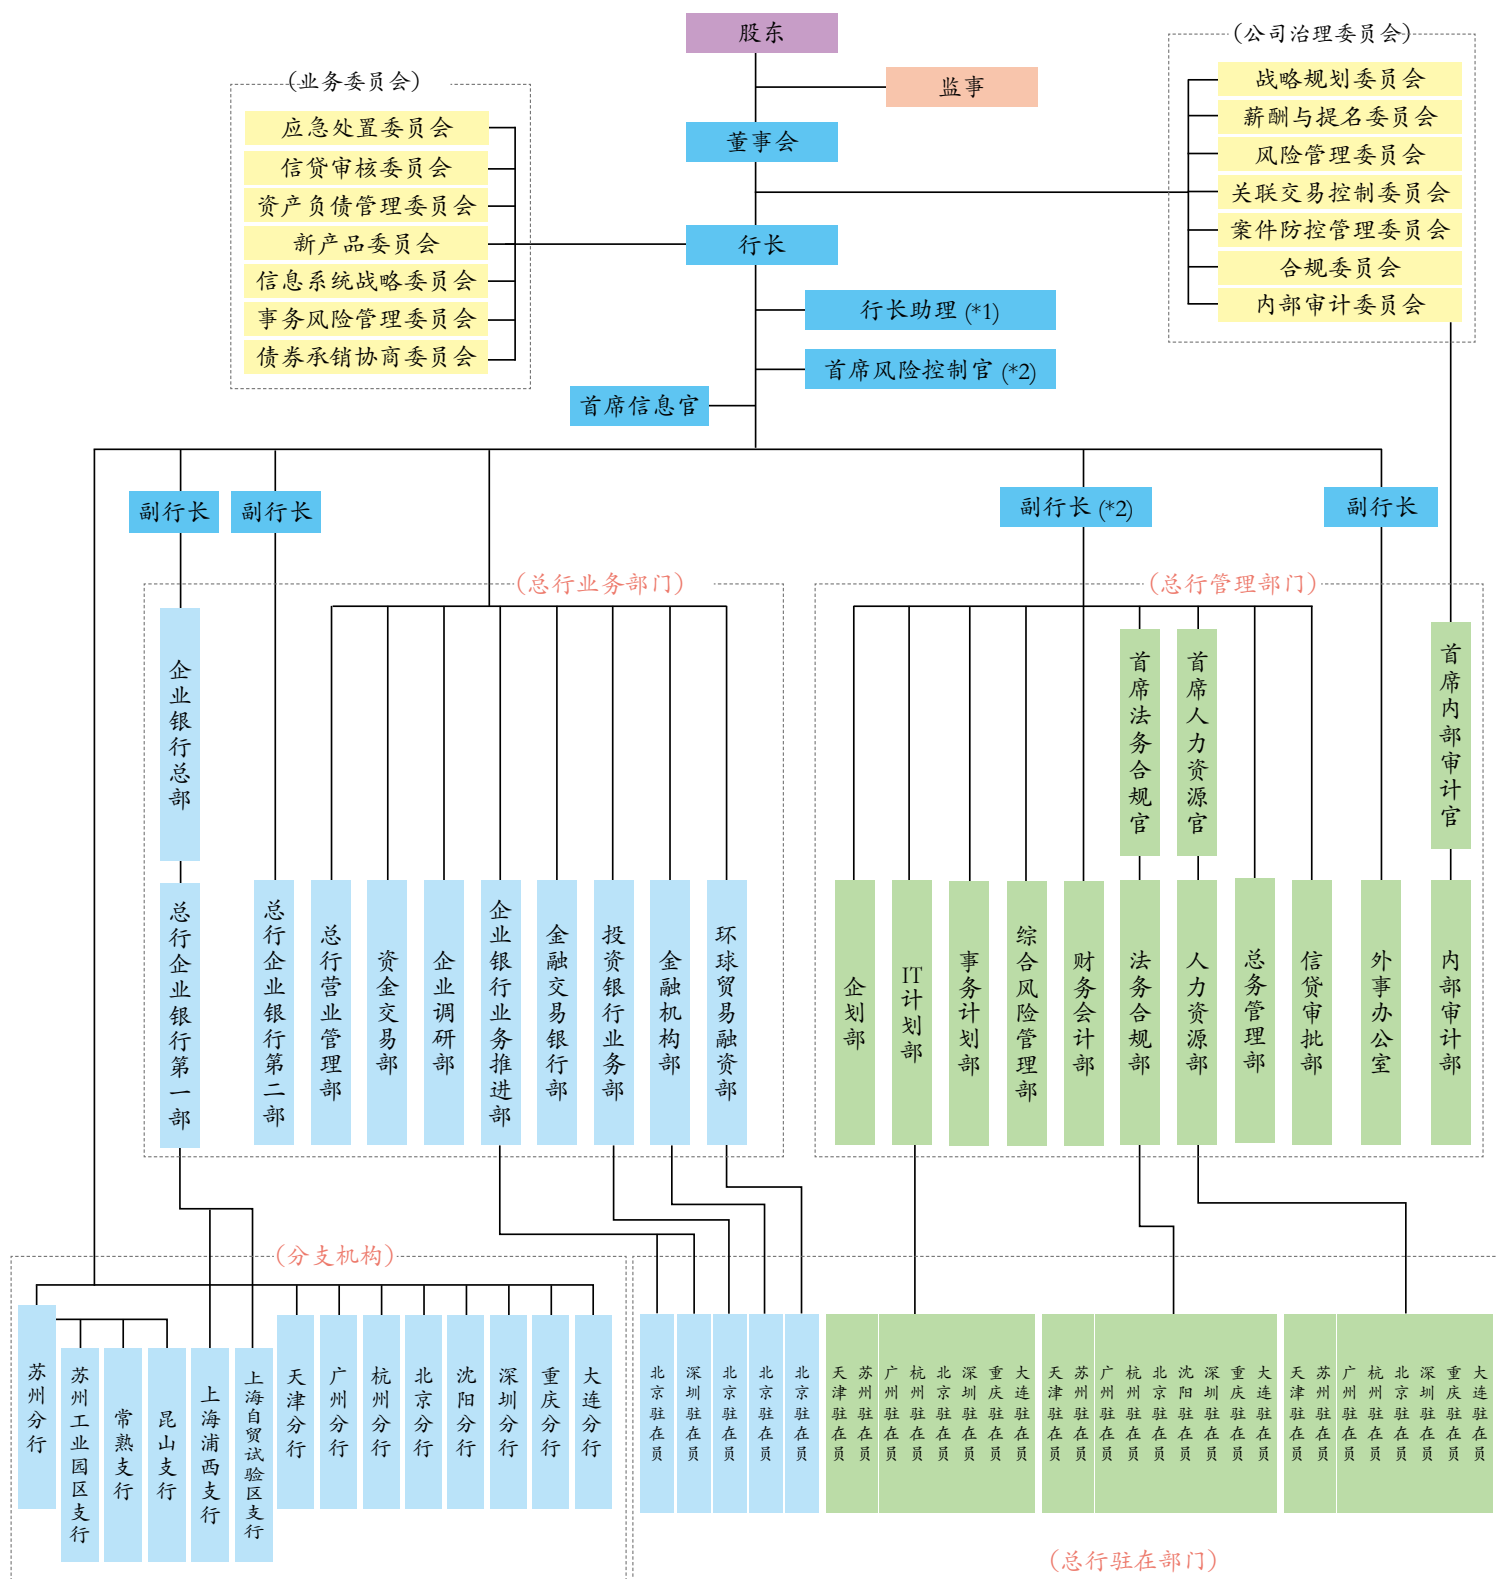 股东
监事
董事会
行长
行长助理 (*1)
首席风险控制官 (*2)
首席信息官
(业务委员会)
应急处置委员会
信贷审核委员会
资产负债管理委员会
新产品委员会
信息系统战略委员会
事务风险管理委员会
债券承销协商委员会
(公司治理委员会)
战略规划委员会
薪酬与提名委员会
风险管理委员会
关联交易控制委员会
案件防控管理委员会
合规委员会
内部审计委员会
副行长
副行长
副行长 (*2)
副行长
(总行业务部门)
企业银行总部
总行企业银行第一部
总行企业银行第二部
总行营业管理部
资金交易部
企业调研部
企业银行业务推进部
金融交易银行部
投资银行业务部
金融机构部
环球贸易融资部
(总行管理部门)
首席法务合规官
首席人力资源官
首席内部审计官
企划部
IT计划部
事务计划部
综合风险管理部
财务会计部
法务合规部
人力资源部
总务管理部
信贷审批部
外事办公室
内部审计部
(分支机构)
苏州分行
苏州工业园区支行
常熟支行
昆山支行
上海浦西支行
上海自贸试验区支行
天津分行
广州分行
杭州分行
北京分行
沈阳分行
深圳分行
重庆分行
大连分行
北京驻在员
深圳驻在员
北京驻在员
北京驻在员
北京驻在员
天津驻在员
苏州驻在员
广州驻在员
杭州驻在员
北京驻在员
深圳驻在员
重庆驻在员
大连驻在员
天津驻在员
苏州驻在员
广州驻在员
杭州驻在员
北京驻在员
沈阳驻在员
深圳驻在员
重庆驻在员
大连驻在员
天津驻在员
苏州驻在员
广州驻在员
杭州驻在员
北京驻在员
深圳驻在员
重庆驻在员
大连驻在员
(总行驻在部门)